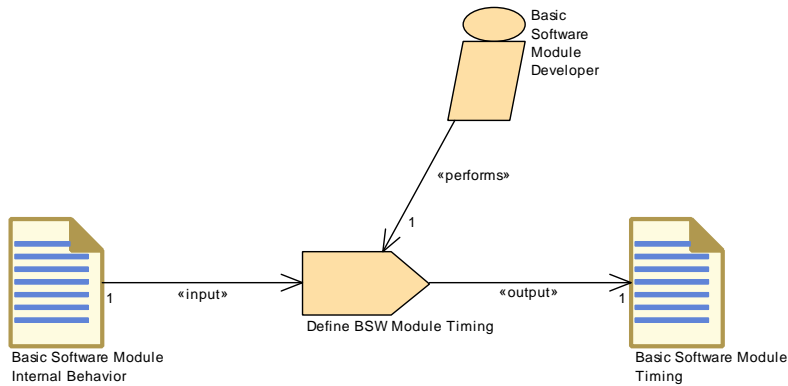 Basic
Software
Module
Developer
«performs»
1
1
«input»
«output»
1
Define BSW Module Timing
Basic Software Module
Internal Behavior
Basic Software Module
Timing